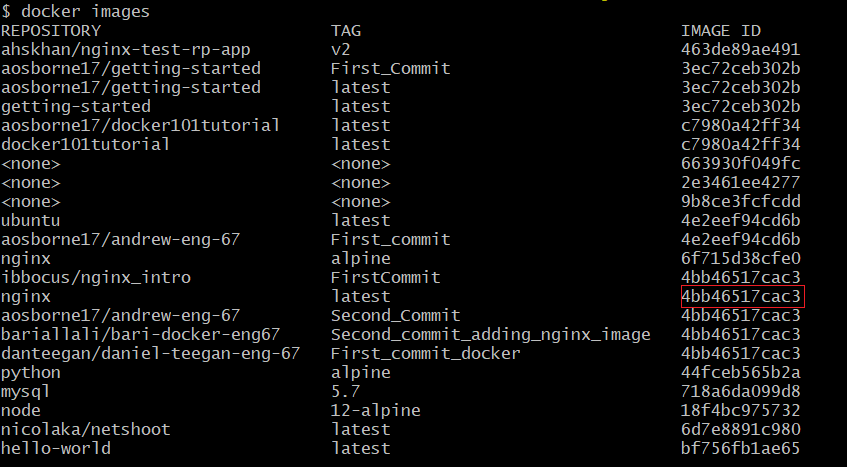 $ docker images
REPOSITORY TAG IMAGE ID
ahskhan/nginx-test-rp-app v2 463de89ae491
aosborne17/getting-started First_Commit 3ec72ceb302b
aosborne17/getting-started latest 3ec72ceb302b
getting-started latest 3ec72ceb302b
aosborne17/docker101tutorial latest c7980a42ff34
docker101tutorial latest c7980a42ff34
<none> <none> 663930f049fc
<none> <none> 2e3461ee4277
<none> <none> 9b8ce3fcfcdd
ubuntu latest 4e2eef94cd6b
aosborne17/andrew-eng-67 First_commit 4e2eef94cd6b
nginx alpine 6f715d38cfe0
ibbocus/nginx_intro FirstCommit 4bb46517cac3
nginx latest 4bb46517cac3
aosborne17/andrew-eng-67 Second_Commit 4bb46517cac3
bariallali/bari-docker-eng67 Second_commit_adding_nginx_image 4bb46517cac3
danteegan/daniel-teegan-eng-67 First_commit_docker 4bb46517cac3
python alpine 44fceb565b2a
mysql 5.7 718a6da099d8
node 12-alpine 18f4bc975732
nicolaka/netshoot latest 6d7e8891c980
hello-world latest bf756fb1ae65